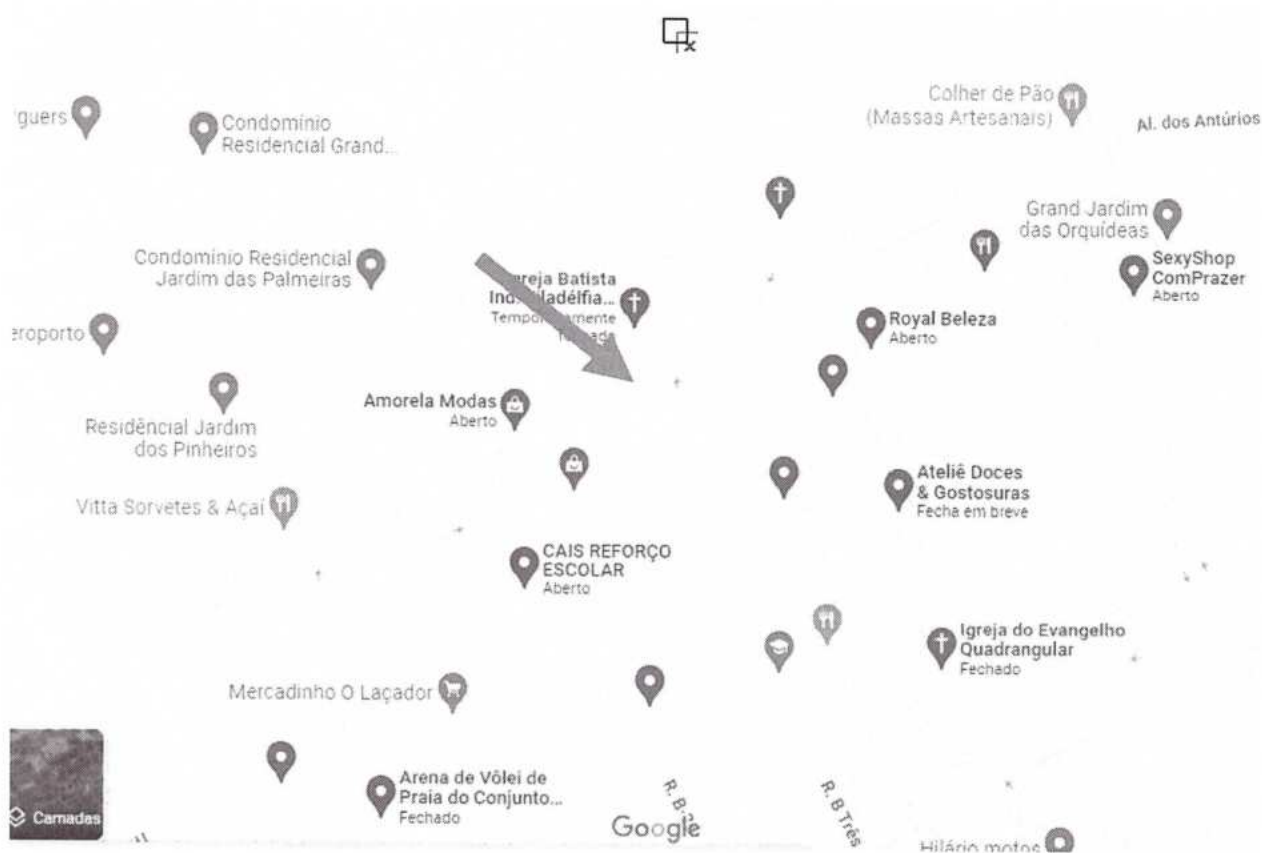 guers
Condomínio
Residencial Grand...
Colher de Pão
(Massas Artesanais)
Al. dos Antúrios
Grand Jardim
das Orquídeas
Condomínio Residencial
Jardim das Palmeiras
SexyShop
ComPrazer
Aberto
Batista
Royal Beleza
Aberto
eroporto
Amorela Modas
Aberto
Residêncial Jardim
dos Pinheiros
Ateliê Doces
& Gostosuras
Fecha em breve
Vitta Sorvetes & Açaí
CAIS REFORÇO
ESCOLAR
Aberto
Igreja do Evangelho
Quadrangular
Fechado
Mercadinho O Laçador
Arena de Vôlei de
Praia do Conjunto...
Fechado
Camadas
R. B
R. B Três
Google
Hilário motos